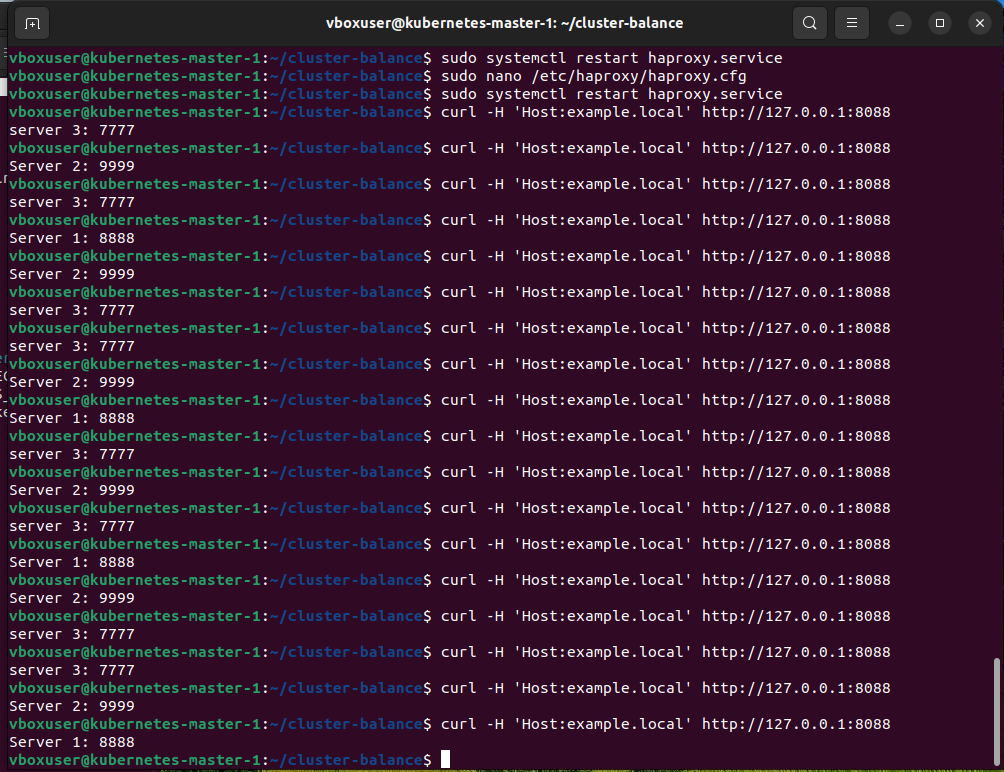 vboxuser@kubernetes-master-1: ~/cluster-balance
vboxuser@kubernetes-master-1:~/cluster-balance$ sudo systemctl restart haproxy.service
vboxuser@kubernetes-master-1:~/cluster-balance$ sudo nano /etc/haproxy/haproxy.cfg
vboxuser@kubernetes-master-1:~/cluster-balance$ sudo systemctl restart haproxy.service
vboxuser@kubernetes-master-1:~/cluster-balance$ curl -H 'Host:example.local' http://127.0.0.1:8088
server 3: 7777
vboxuser@kubernetes-master-1:~/cluster-balance$ curl -H 'Host:example.local' http://127.0.0.1:8088
Server 2: 9999
vboxuser@kubernetes-master-1:~/cluster-balance$ curl -H 'Host:example.local' http://127.0.0.1:8088
server 3: 7777
vboxuser@kubernetes-master-1:~/cluster-balance$ curl -H 'Host:example.local' http://127.0.0.1:8088
Server 1: 8888
vboxuser@kubernetes-master-1:~/cluster-balance$ curl -H 'Host:example.local' http://127.0.0.1:8088
Server 2: 9999
vboxuser@kubernetes-master-1:~/cluster-balance$ curl -H 'Host:example.local' http://127.0.0.1:8088
server 3: 7777
vboxuser@kubernetes-master-1:~/cluster-balance$ curl -H 'Host:example.local' http://127.0.0.1:8088
server 3: 7777
vboxuser@kubernetes-master-1:~/cluster-balance$ curl -H 'Host:example.local' http://127.0.0.1:8088
Server 2: 9999
vboxuser@kubernetes-master-1:~/cluster-balance$ curl -H 'Host:example.local' http://127.0.0.1:8088
Server 1: 8888
vboxuser@kubernetes-master-1:~/cluster-balance$ curl -H 'Host:example.local' http://127.0.0.1:8088
server 3: 7777
vboxuser@kubernetes-master-1:~/cluster-balance$ curl -H 'Host:example.local' http://127.0.0.1:8088
Server 2: 9999
vboxuser@kubernetes-master-1:~/cluster-balance$ curl -H 'Host:example.local' http://127.0.0.1:8088
server 3: 7777
vboxuser@kubernetes-master-1:~/cluster-balance$ curl -H 'Host:example.local' http://127.0.0.1:8088
Server 1: 8888
vboxuser@kubernetes-master-1:~/cluster-balance$ curl -H 'Host:example.local' http://127.0.0.1:8088
Server 2: 9999
vboxuser@kubernetes-master-1:~/cluster-balance$ curl -H 'Host:example.local' http://127.0.0.1:8088
server 3: 7777
vboxuser@kubernetes-master-1:~/cluster-balance$ curl -H 'Host:example.local' http://127.0.0.1:8088
server 3: 7777
vboxuser@kubernetes-master-1:~/cluster-balance$ curl -H 'Host:example.local' http://127.0.0.1:8088
Server 2: 9999
vboxuser@kubernetes-master-1:~/cluster-balance$ curl -H 'Host:example.local' http://127.0.0.1:8088
Server 1: 8888
vboxuser@kubernetes-master-1:~/cluster-balance$